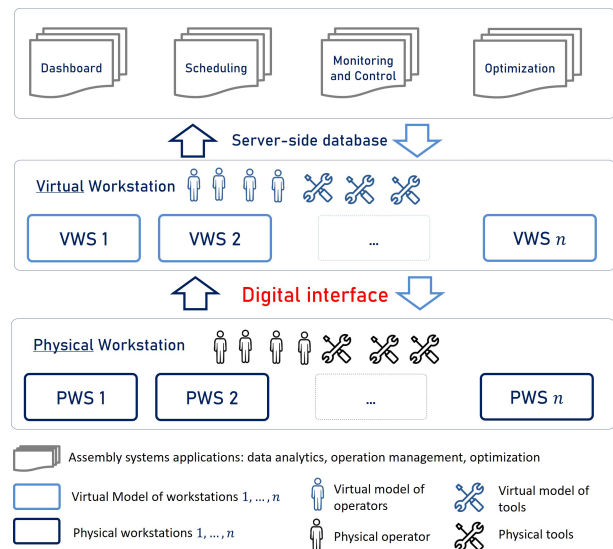 Dashboard
Scheduling
Monitoring
and Control
Optimization
Server-side database
Virtual Workstation
VWS 1
VWS 2
...
VWS n
Digital interface
Physical Workstation
PWS 1
PWS 2
...
PWS n
Assembly systems applications: data analytics, operation management, optimization
Virtual Model of workstations 1, ..., n
Virtual model of
operators
Virtual model of
tools
Physical workstations 1, ..., n
Physical operator
Physical tools